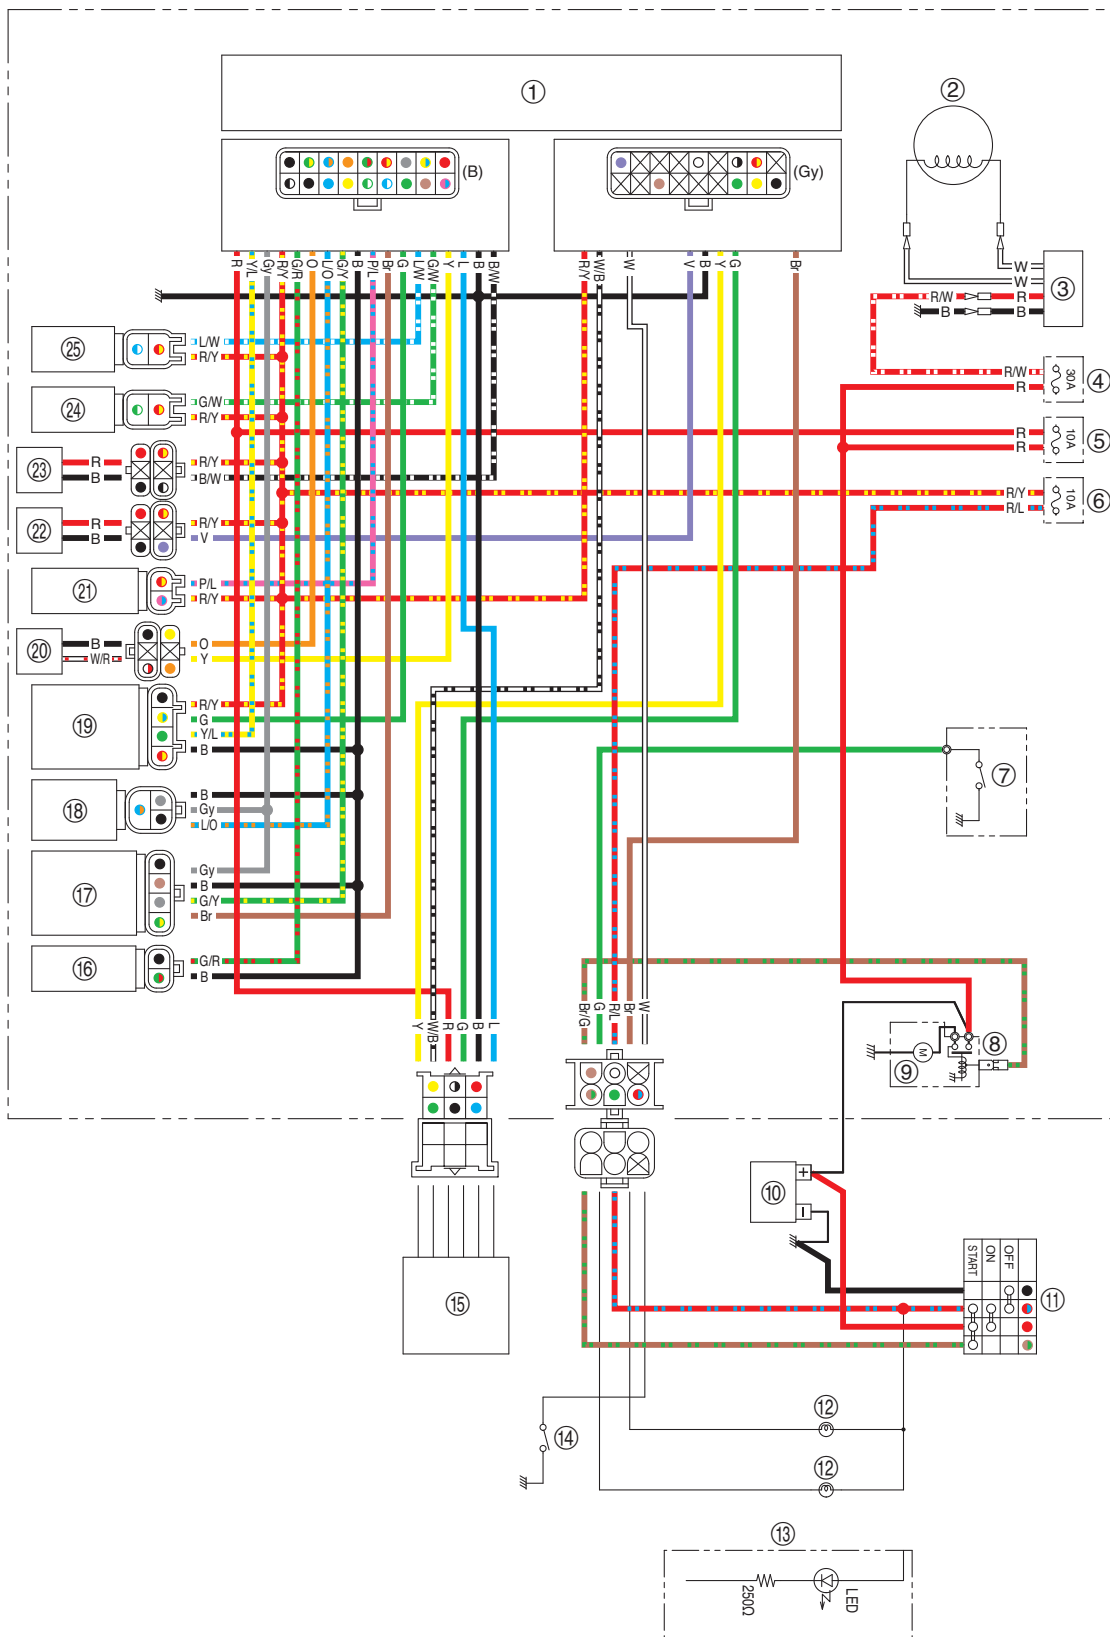 ①
②
(B)
(Gy)
R Y/L Gy R/Y G/R O L/O G/Y B P/L Br G L/W G/W Y L B B/W
R/Y W/B W V B Y G Br
W
W
③
R/W R
B B
R/W
30A
④
R
R
10A
⑤
R
R/Y
10A
⑥
R/L
㉕
L/W
R/Y
㉔
G/W
R/Y
㉓
R
B
R/Y
B/W
㉒
R
B
R/Y
V
㉑
P/L
R/Y
⑳
B
W/R
O
Y
⑲
R/Y
G
Y/L
B
⑱
B
Gy
L/O
⑰
Gy
B
G/Y
Br
⑯
G/R
B
⑦
Y W/B R G B L
Br/G G R/L Br W
M
⑧
⑨
⑩
+
−
START
ON
OFF
⑪
⑮
⑫
⑭
⑫
⑬
250Ω
LED